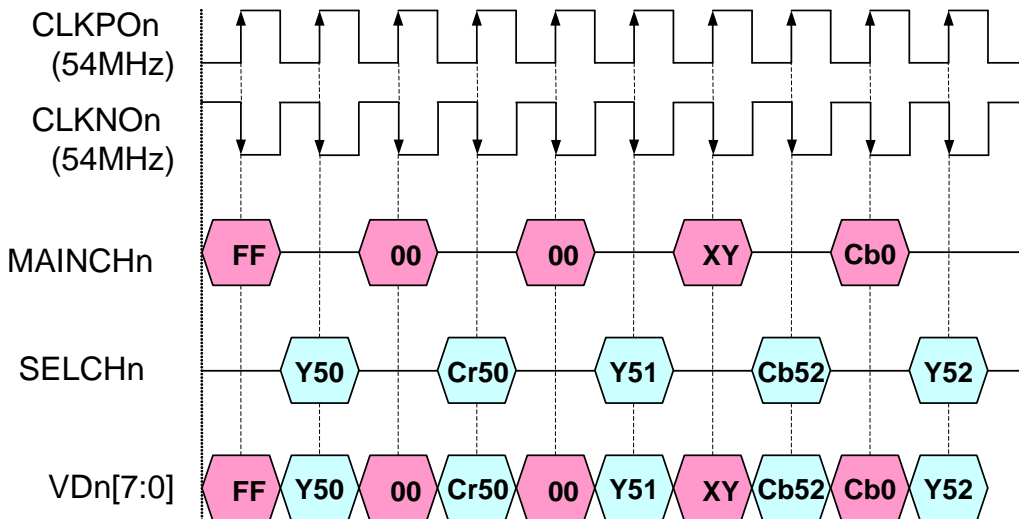 CLKPOn
(54MHz)
CLKNOn
(54MHz)
MAINCHn
FF 00 00 XY Cb0
SELCHn
Y50 Cr50 Y51 Cb52 Y52
VDn[7:0]
FF Y50 00 Cr50 00 Y51 XY Cb52 Cb0 Y52